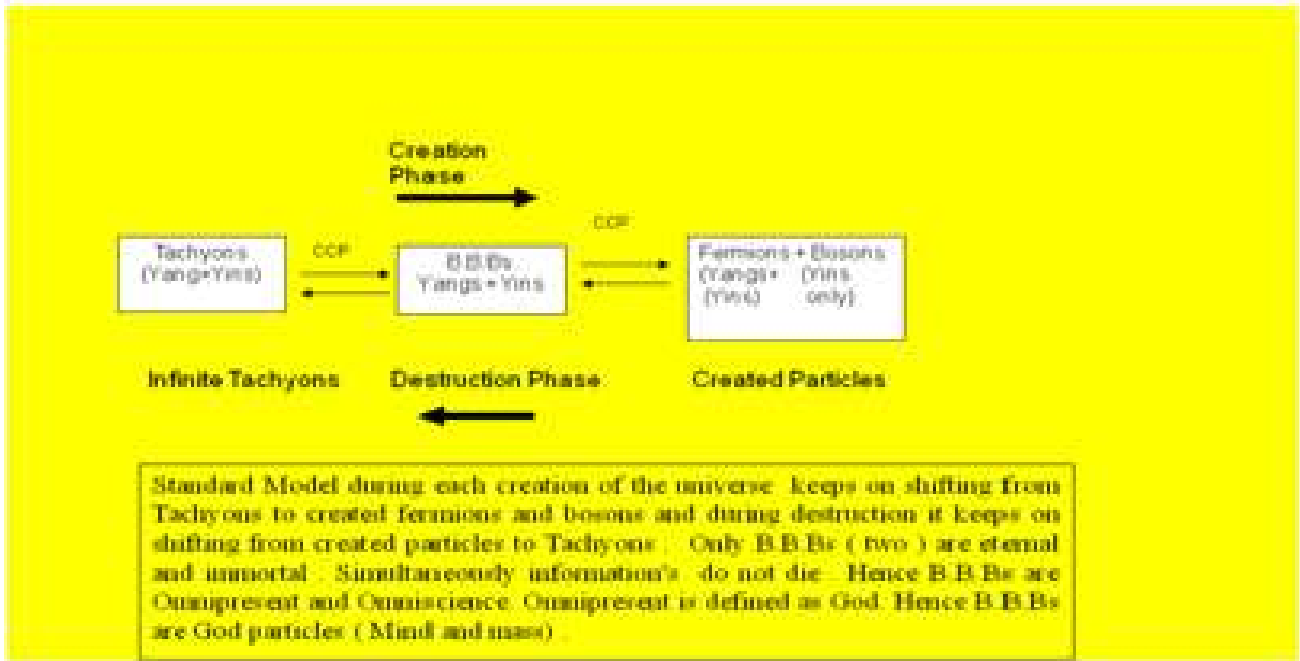 Creation
Phase
CCP
CCP
Tachyons
(Yang+Yins)
B.B.Bs
Yangs + Yins
Fermions + Bosons
(Yangs+ (Yins
(Yins) only)
Infinite Tachyons
Destruction Phase
Created Particles
Standard Model during each creation of the universe keeps on shifting from
Tachyons to created fermions and bosons and during destruction it keeps on
shifting from created particles to Tachyons. Only B.B.Bs ( two ) are eternal
and immortal. Simultaneously information's do not die. Hence B.B.Bs are
Omnipresent and Omniscience. Omnipresent is defined as God. Hence B.B.Bs
are God particles ( Mind and mass)